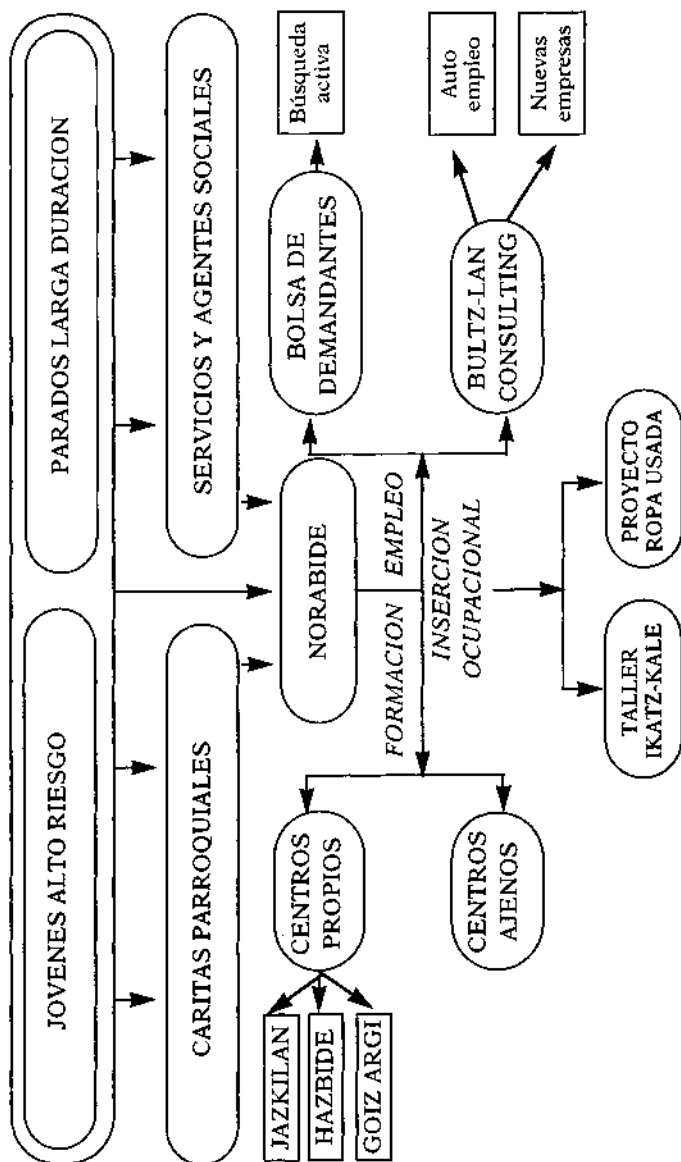 JOVENES ALTO RIESGO
PARADOS LARGA DURACION
CARITAS PARROQUIALES
SERVICIOS Y AGENTES SOCIALES
NORABIDE
FORMACION
EMPLEO
INSERCION
OCUPACIONAL
CENTROS
PROPIOS
JAZKILAN
HAZBIDE
GOIZ ARGI
CENTROS
AJENOS
BOLSA DE
DEMANDANTES
Búsqueda
activa
BULTZ-LAN
CONSULTING
Auto
empleo
Nuevas
empresas
TALLER
IKATZ-KALE
PROYECTO
ROPA USADA